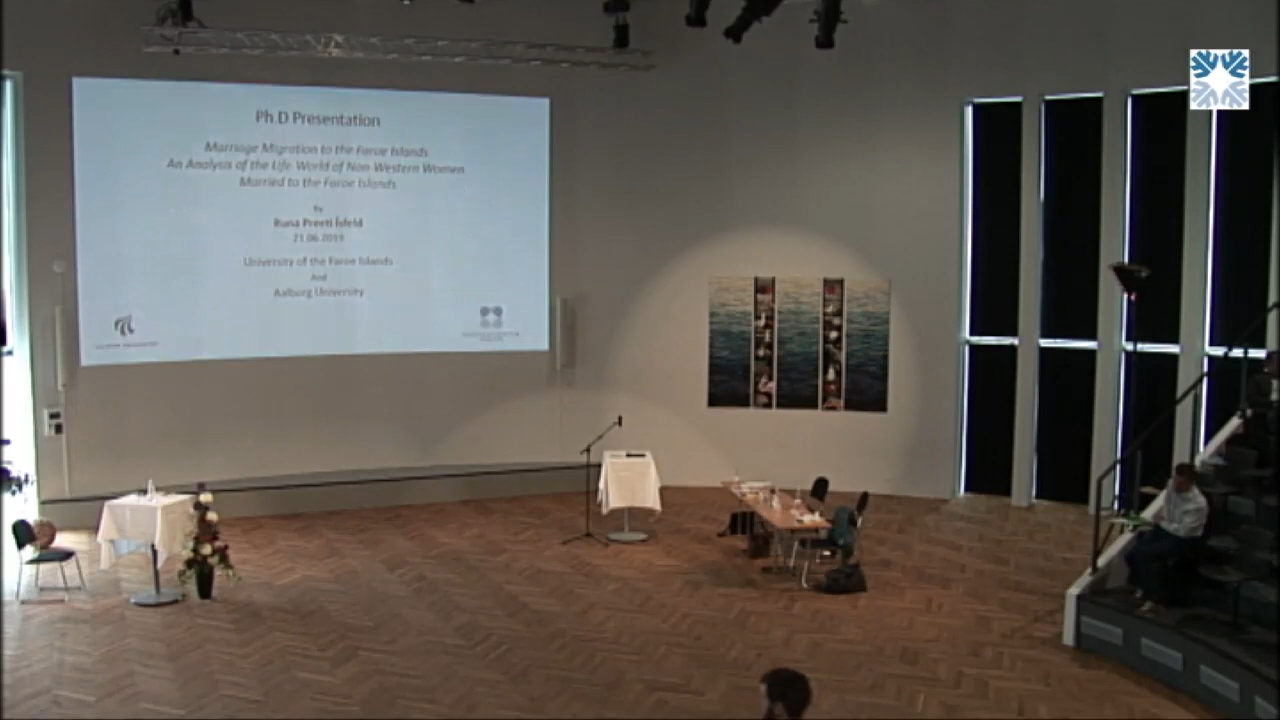 Ph.D Presentation
Marriage Migration to the Faroe Islands
An Analysis of the Life World of Non-Western Women
Married to the Faroe Islands
By
Runa Preeti Ísfeld
21.06.2019
University of the Faroe Islands
And
Aalborg University